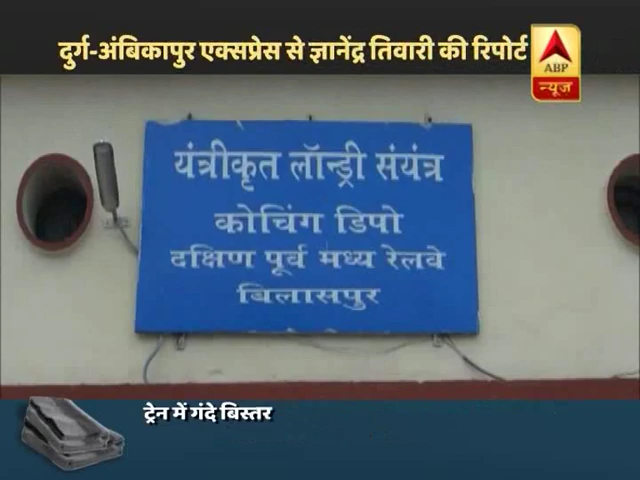 दुर्ग-अंबिकापुर एक्सप्रेस से ज्ञानेंद्र तिवारी की रिपोर्ट
ABP
न्यूज़
यंत्रीकृत लॉन्ड्री संयंत्र
कोचिंग डिपो
दक्षिण पूर्व मध्य रेलवे
बिलासपुर
ट्रेन में गंदे बिस्तर